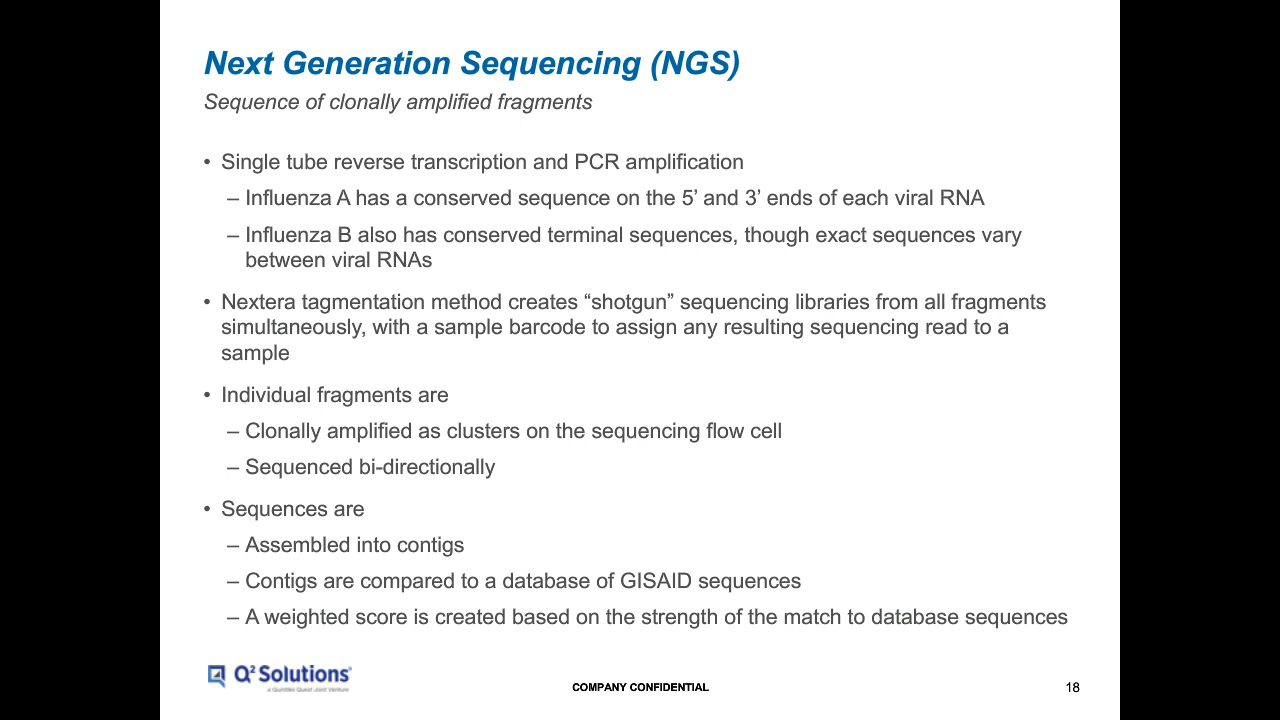 Next Generation Sequencing (NGS)
Sequence of clonally amplified fragments
• Single tube reverse transcription and PCR amplification
– Influenza A has a conserved sequence on the 5’ and 3’ ends of each viral RNA
– Influenza B also has conserved terminal sequences, though exact sequences vary
between viral RNAs
• Nextera tagmentation method creates “shotgun” sequencing libraries from all fragments
simultaneously, with a sample barcode to assign any resulting sequencing read to a
sample
• Individual fragments are
– Clonally amplified as clusters on the sequencing flow cell
– Sequenced bi-directionally
• Sequences are
– Assembled into contigs
– Contigs are compared to a database of GISAID sequences
– A weighted score is created based on the strength of the match to database sequences
Q² Solutions
a Quintiles Quest Joint Venture
COMPANY CONFIDENTIAL
18